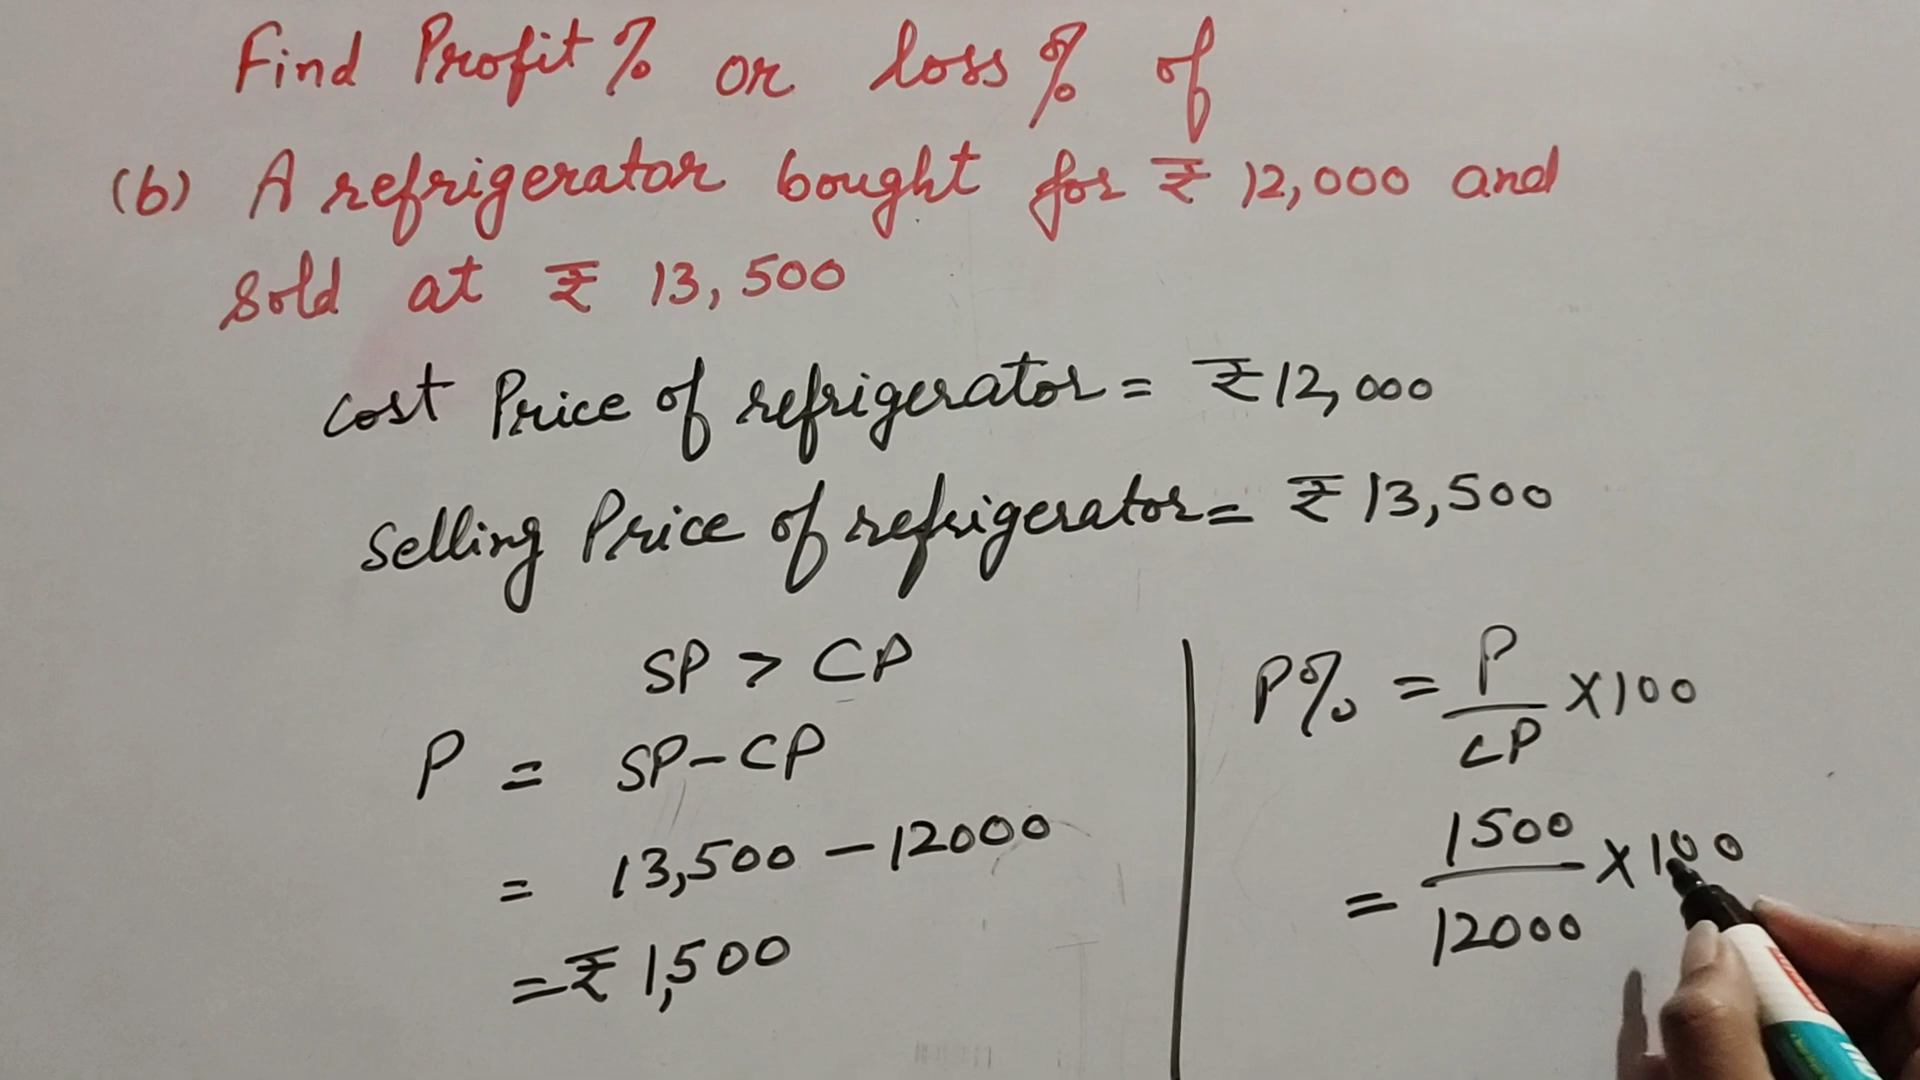 Find Profit % or loss % of
(b) A refrigerator bought for ₹ 12,000 and
sold at ₹ 13,500
Cost Price of refrigerator = ₹ 12,000
Selling Price of refrigerator = ₹ 13,500
SP > CP
P = SP - CP
= 13,500 - 12000
= ₹ 1,500
P% = P/CP × 100
= 1500/12000 × 100